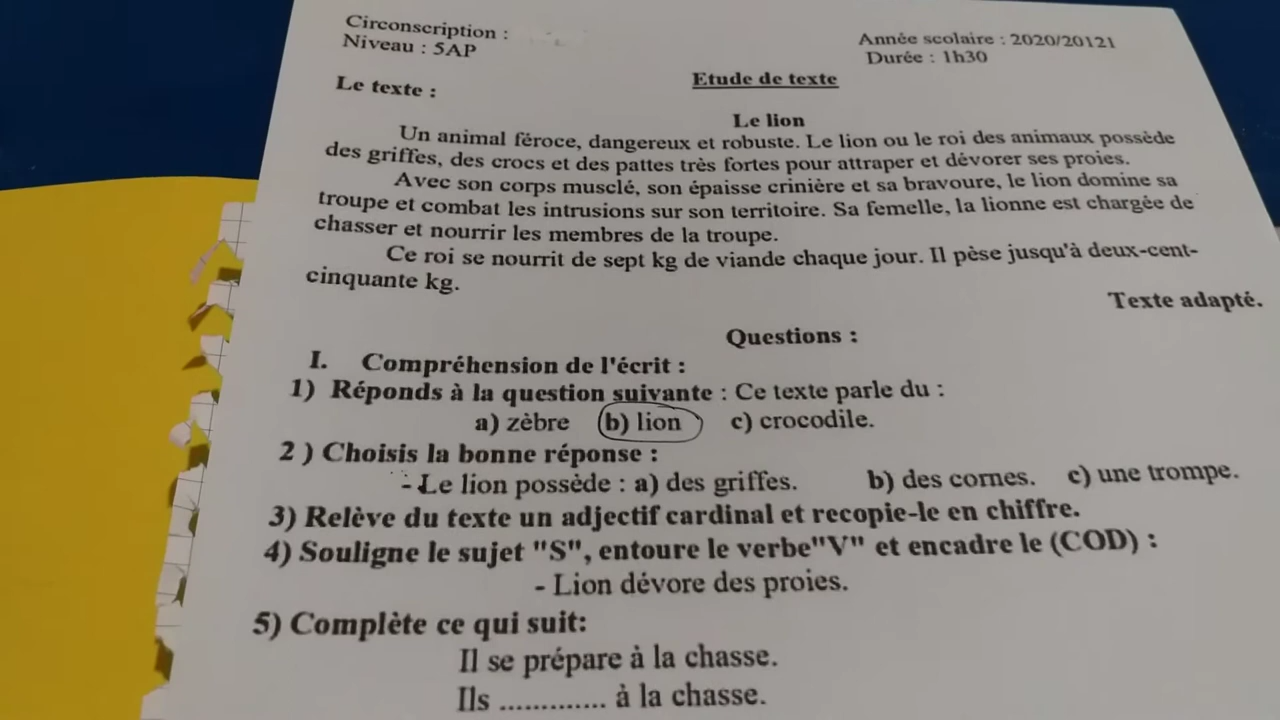 Circonscription :
Niveau : 5AP
Année scolaire : 2020/20121
Durée : 1h30
Etude de texte
Le texte :
Le lion
Un animal féroce, dangereux et robuste. Le lion ou le roi des animaux possède
des griffes, des crocs et des pattes très fortes pour attraper et dévorer ses proies.
Avec son corps musclé, son épaisse crinière et sa bravoure, le lion domine sa
troupe et combat les intrusions sur son territoire. Sa femelle, la lionne est chargée de
chasser et nourrir les membres de la troupe.
Ce roi se nourrit de sept kg de viande chaque jour. Il pèse jusqu'à deux-cent-
cinquante kg.
Texte adapté.
Questions :
I. Compréhension de l'écrit :
1) Réponds à la question suivante : Ce texte parle du :
a) zèbre b) lion c) crocodile.
2 ) Choisis la bonne réponse :
- Le lion possède : a) des griffes. b) des cornes. c) une trompe.
3) Relève du texte un adjectif cardinal et recopie-le en chiffre.
4) Souligne le sujet "S", entoure le verbe"V" et encadre le (COD) :
- Lion dévore des proies.
5) Complète ce qui suit:
Il se prépare à la chasse.
Ils ............. à la chasse.